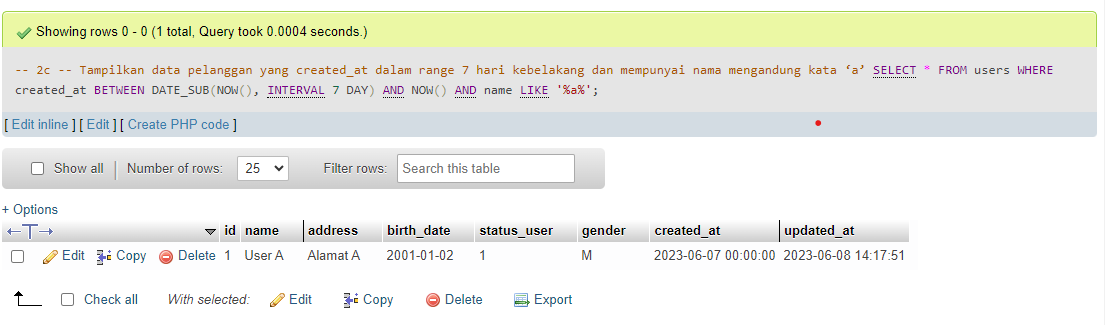 Showing rows 0 - 0 (1 total, Query took 0.0004 seconds.)
-- 2c -- Tampilkan data pelanggan yang created_at dalam range 7 hari kebelakang dan mempunyai nama mengandung kata ‘a’ SELECT * FROM users WHERE
created_at BETWEEN DATE_SUB(NOW(), INTERVAL 7 DAY) AND NOW() AND name LIKE '%a%';
[ Edit inline ] [ Edit ] [ Create PHP code ]
Show all Number of rows: 25 Filter rows: Search this table
+ Options
←T→ id name address birth_date status_user gender created_at updated_at
Edit Copy Delete 1 User A Alamat A 2001-01-02 1 M 2023-06-07 00:00:00 2023-06-08 14:17:51
Check all With selected: Edit Copy Delete Export